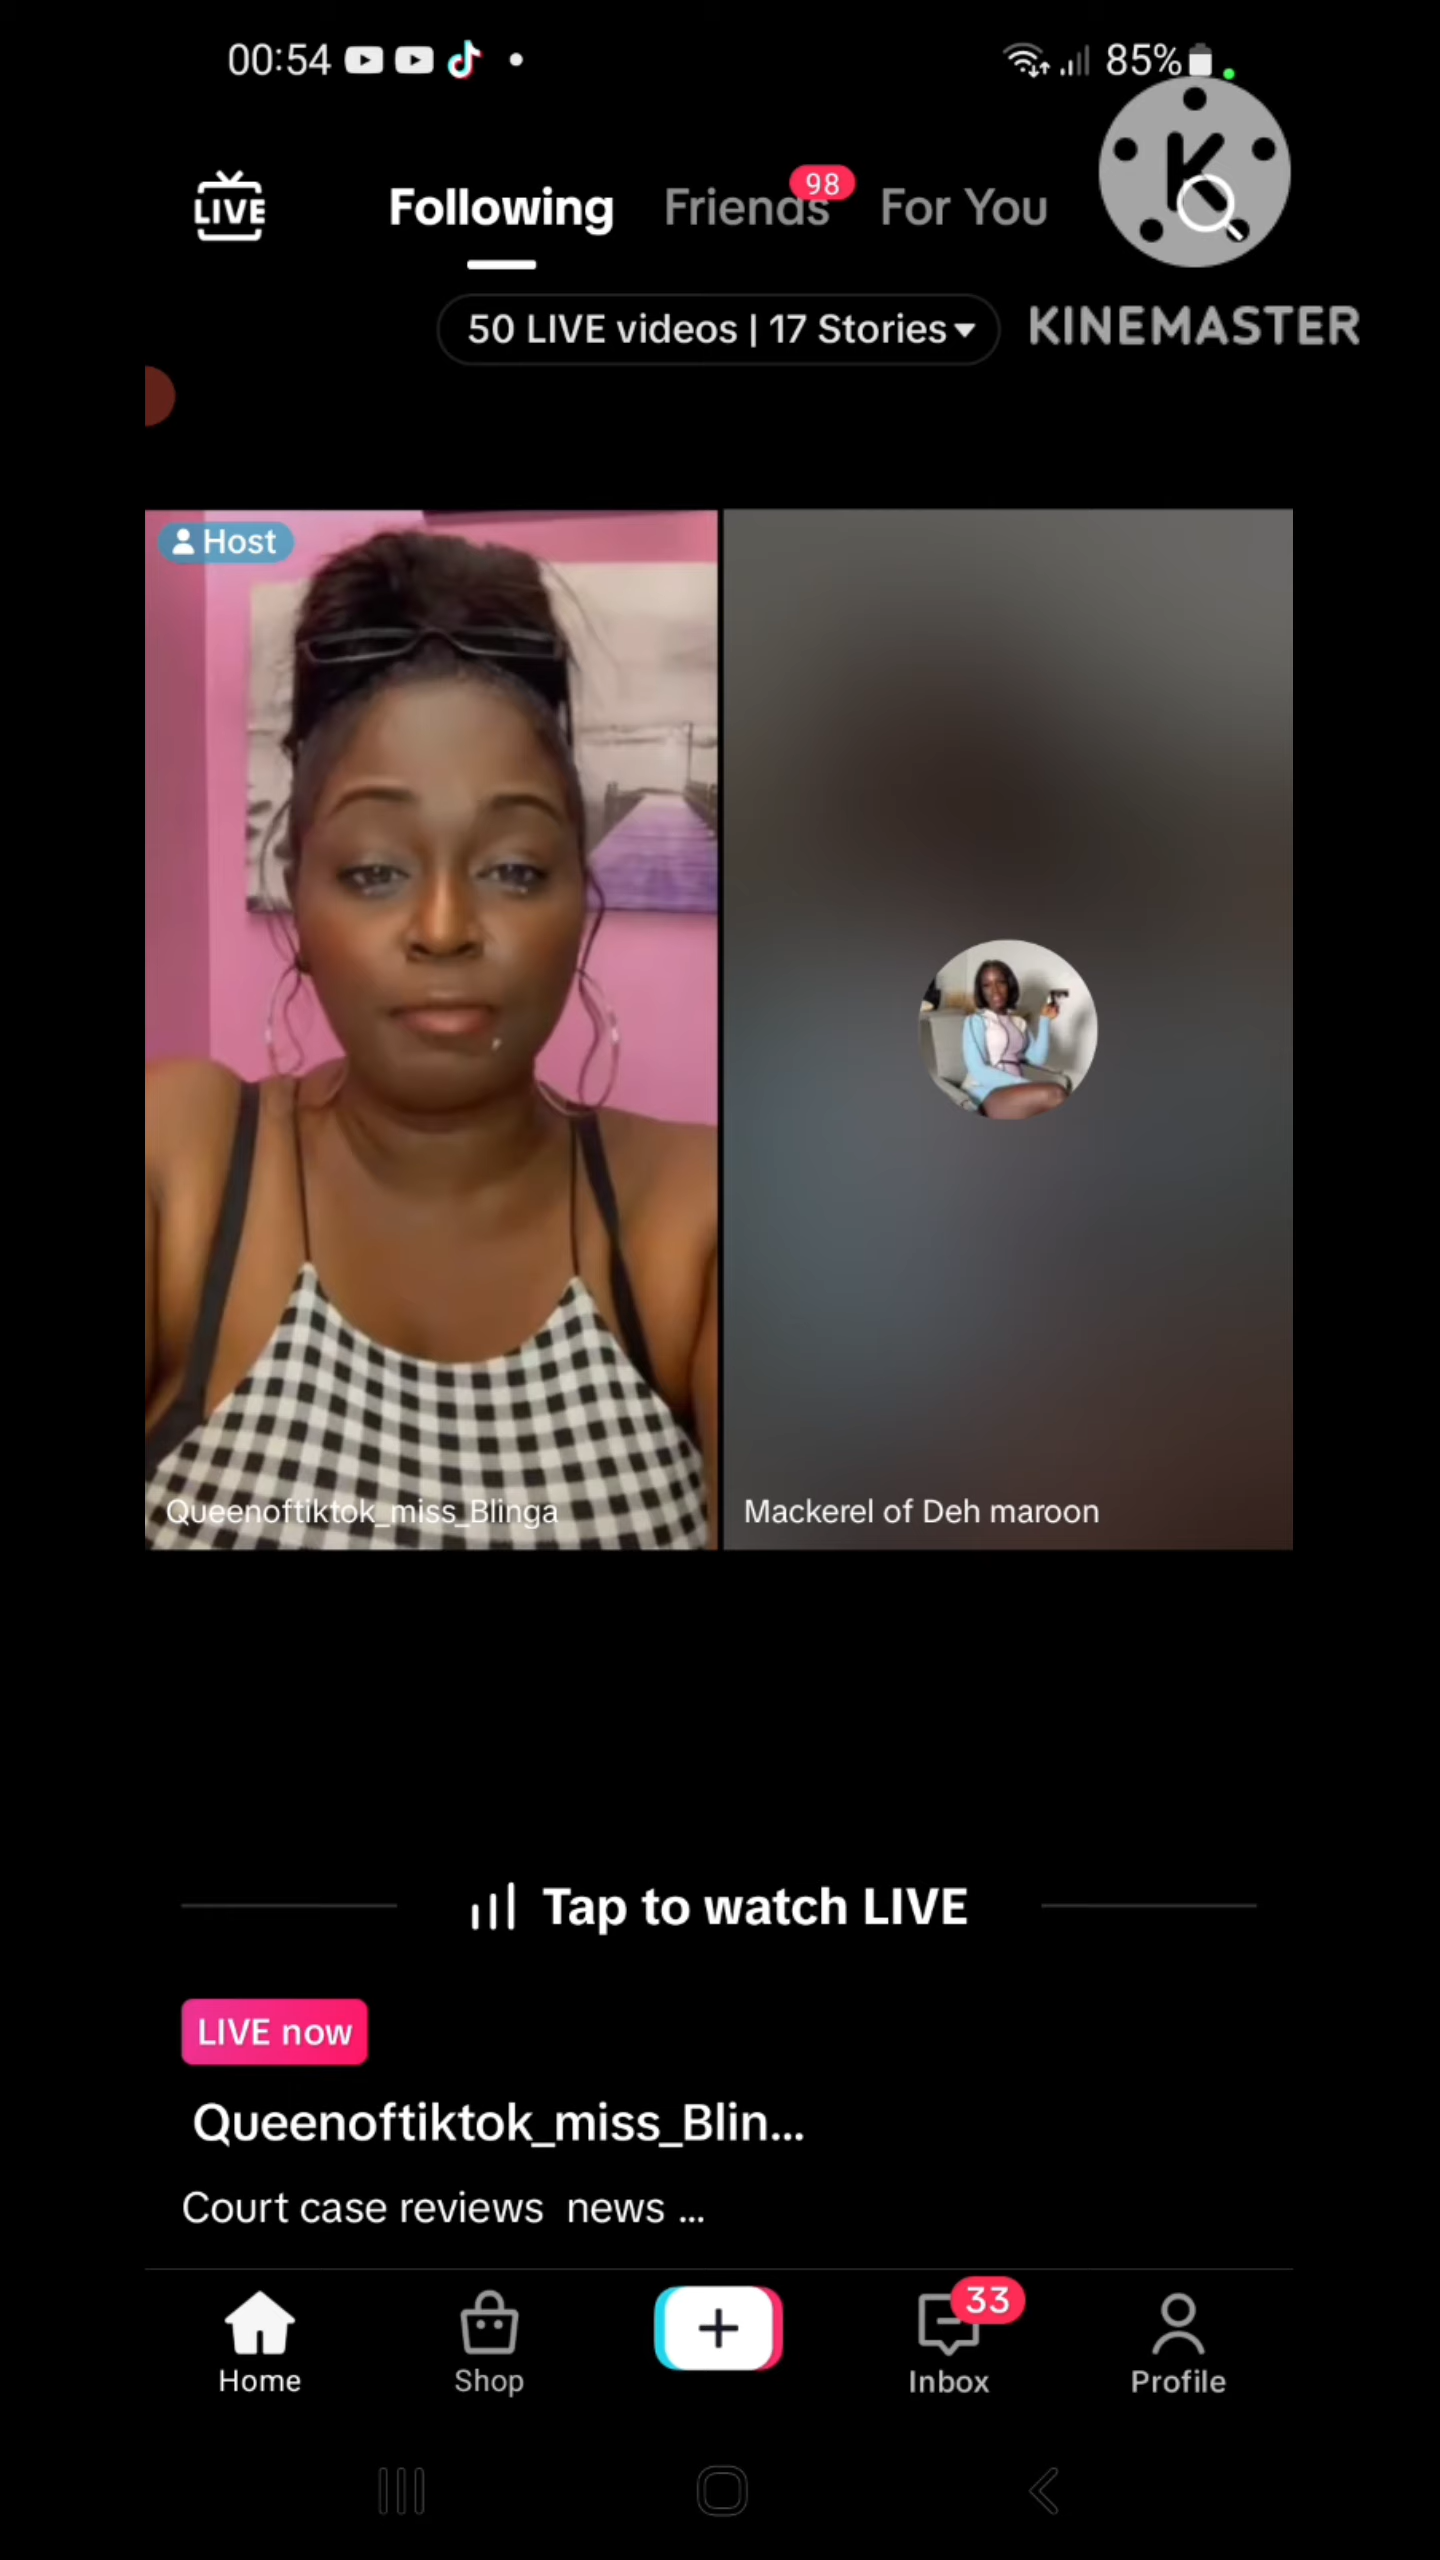 00:54
85%
LIVE
Following
Friends
98
For You
K
50 LIVE videos | 17 Stories
KINEMASTER
Host
Queenoftiktok_miss_Blinga
Mackerel of Deh maroon
Tap to watch LIVE
LIVE now
Queenoftiktok_miss_Blin...
Court case reviews news ...
Home
Shop
33
Inbox
Profile